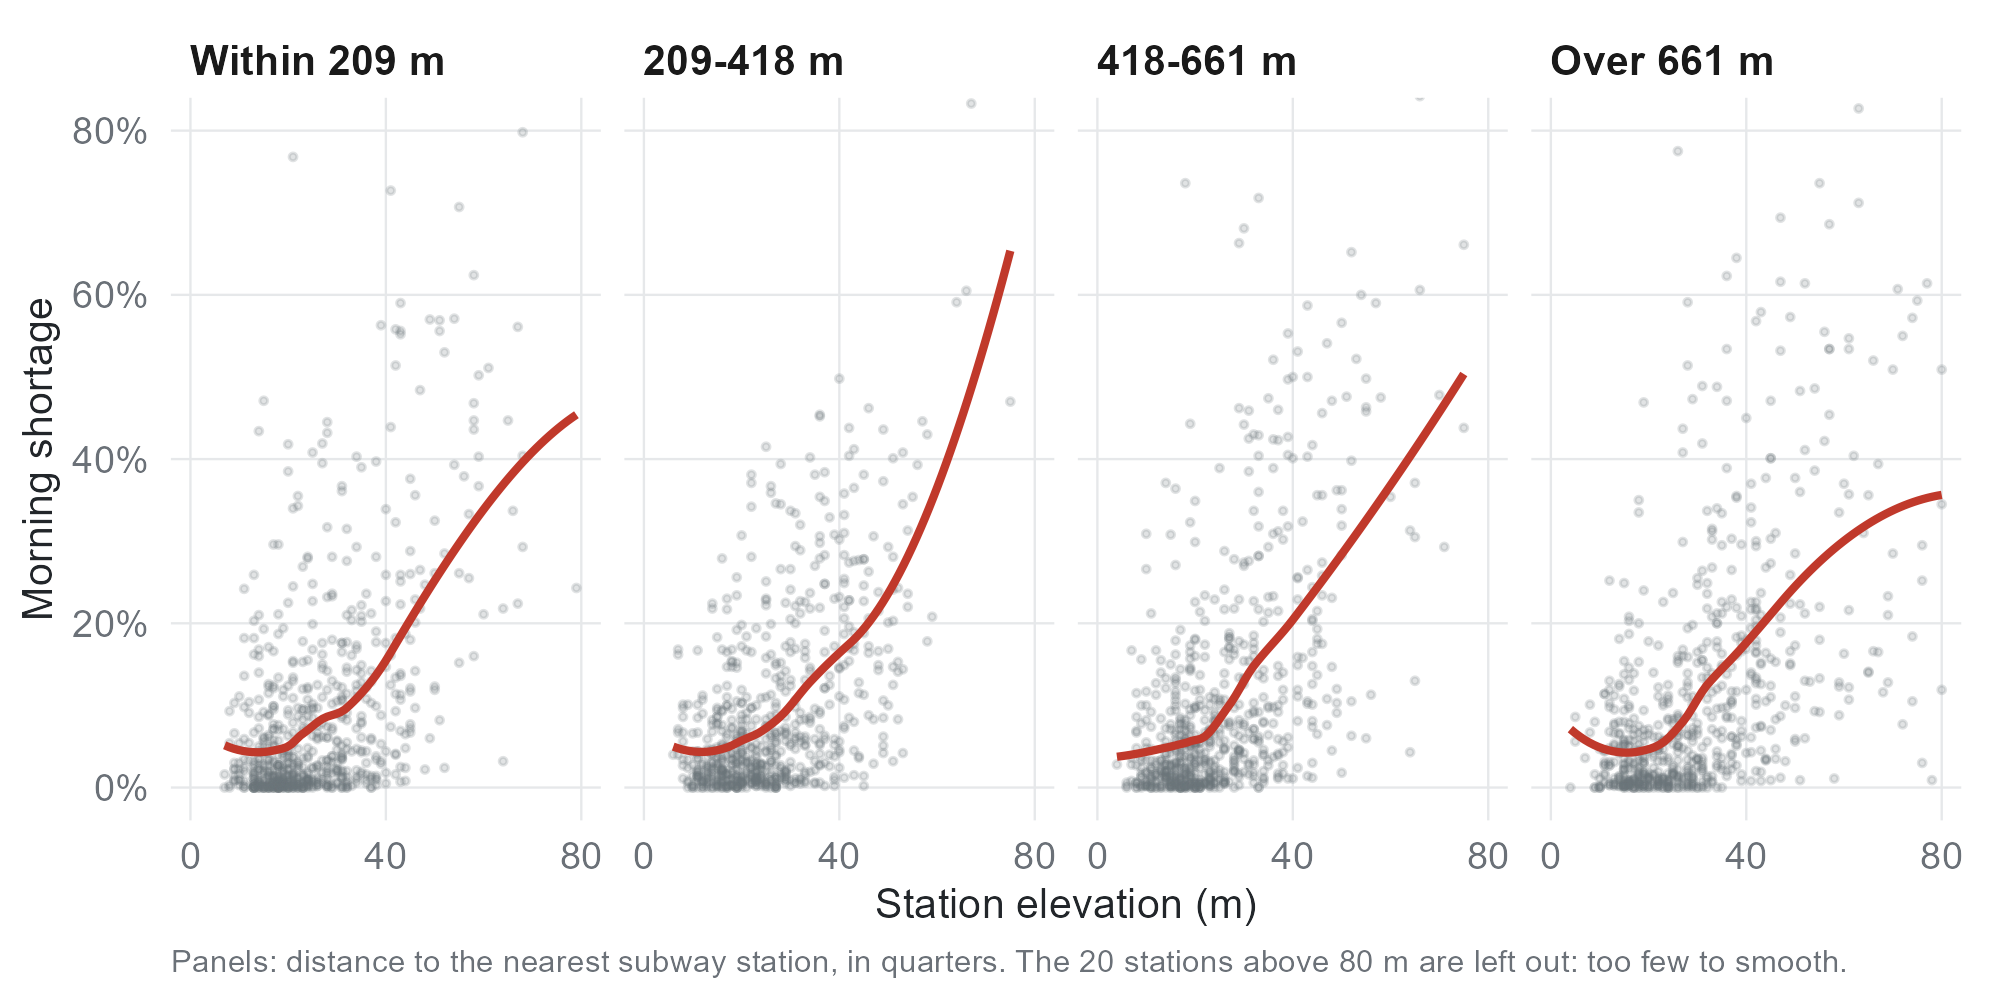 Within 209 m
209-418 m
418-661 m
Over 661 m
Morning shortage
80%
60%
40%
20%
0%
0 40 80
0 40 80
0 40 80
0 40 80
Station elevation (m)
Panels: distance to the nearest subway station, in quarters. The 20 stations above 80 m are left out: too few to smooth.